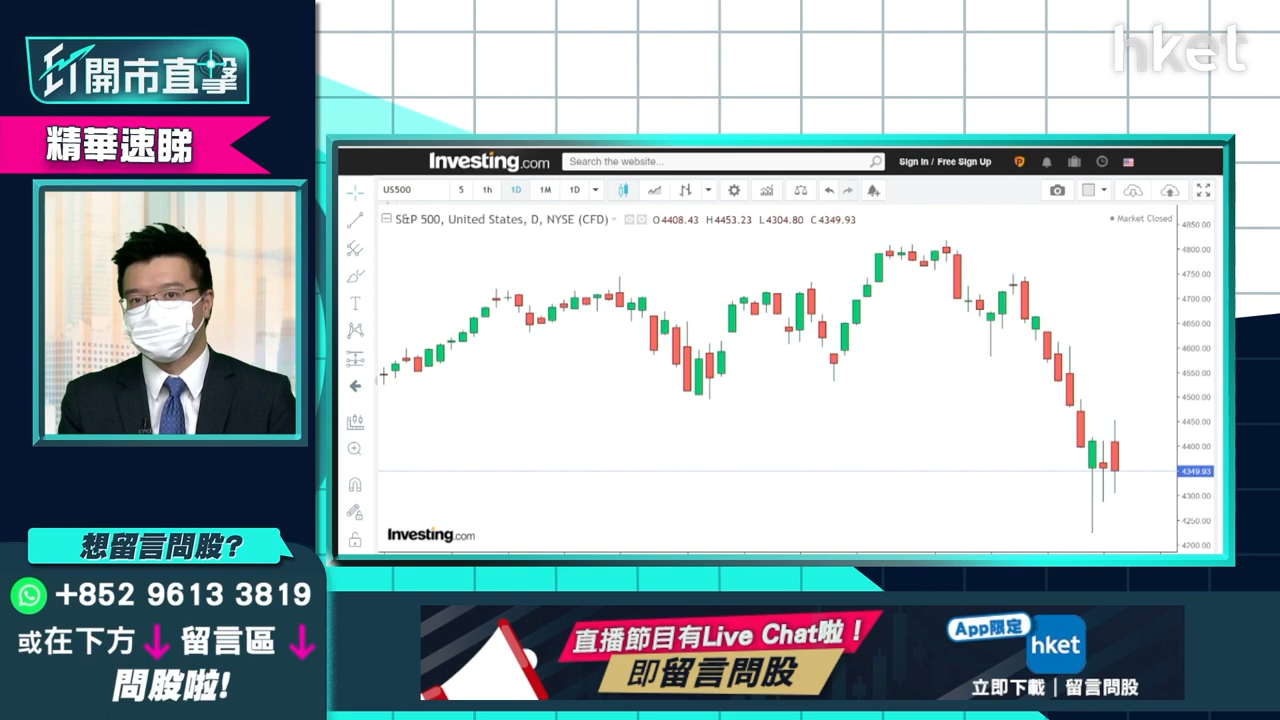 hket
ET開市直擊
精華速睇
Investing.com
Search the website...
Sign In / Free Sign Up
US500
5
1h
1D
1M
1D
S&P 500, United States, D, NYSE (CFD)
O4408.43 H4453.23 L4304.80 C4349.93
Market Closed
4850.00
4800.00
4750.00
4700.00
4650.00
4600.00
4550.00
4500.00
4450.00
4400.00
4349.93
4300.00
4250.00
4200.00
Investing.com
想留言問股?
+852 9613 3819
或在下方 留言區
問股啦!
直播節目有Live Chat啦！
即留言問股
App限定
hket
立即下載｜留言問股